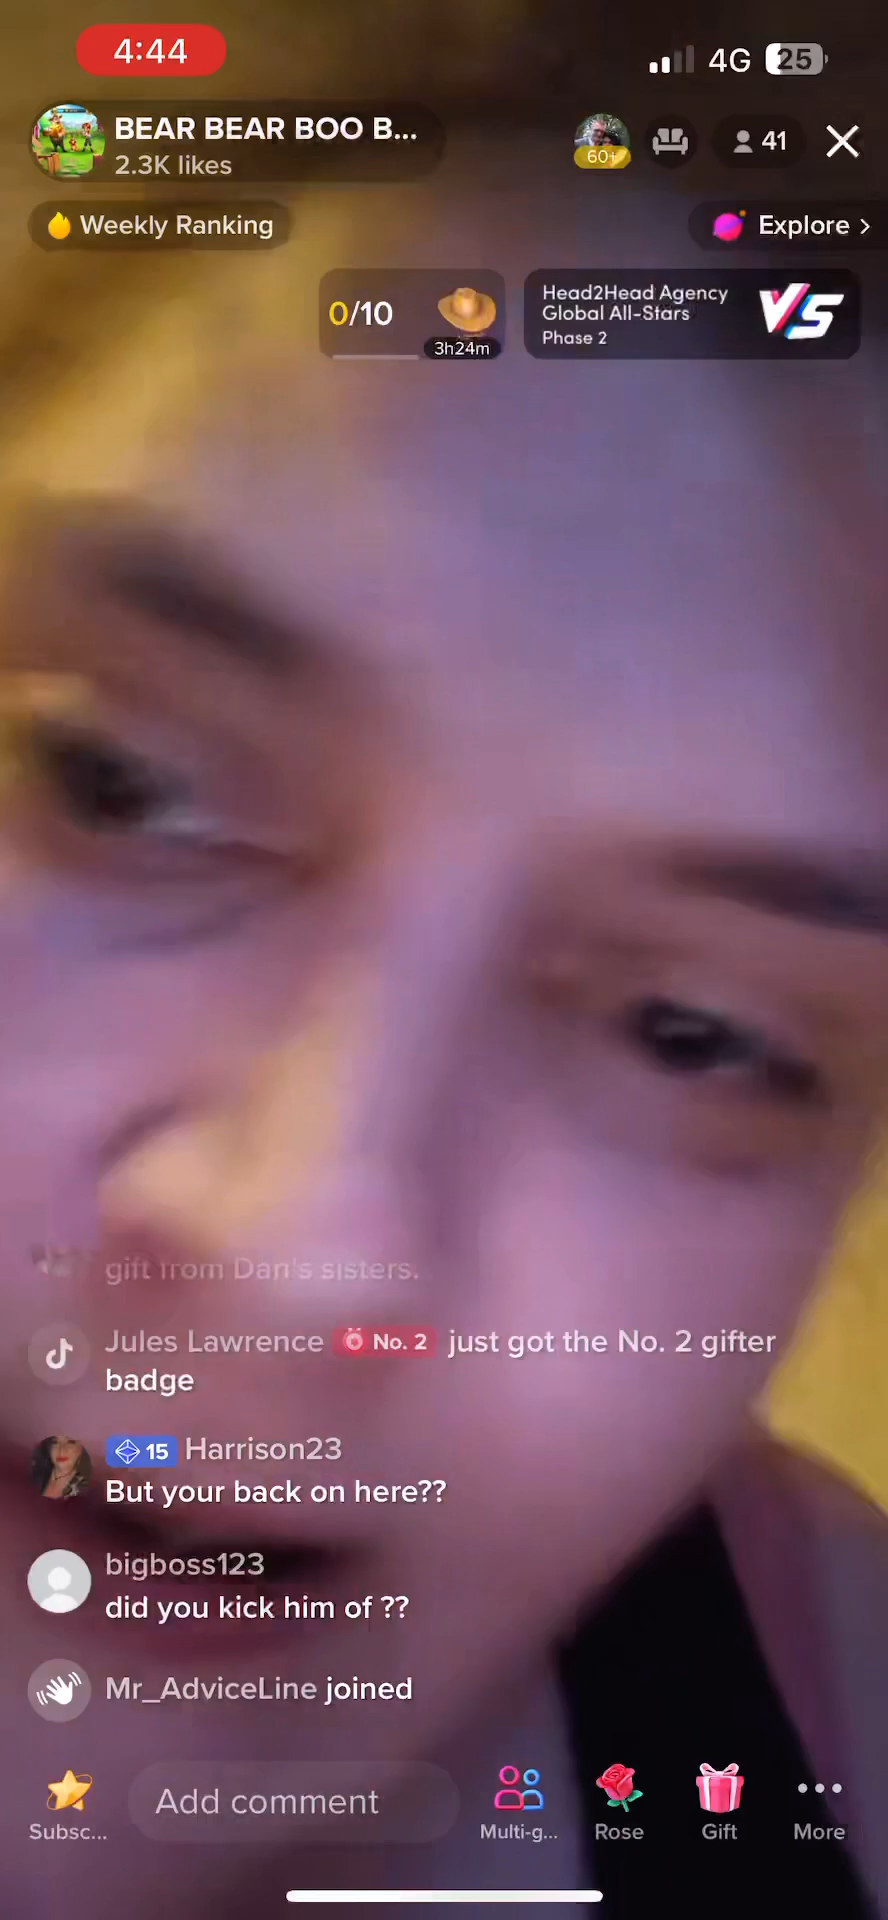 4:44
4G 25
BEAR BEAR BOO B...
2.3K likes
60+
41
Weekly Ranking
Explore >
0/10
3h24m
Head2Head Agency
Global All-Stars
Phase 2
VS
gift from Dan's sisters.
Jules Lawrence No. 2 just got the No. 2 gifter
badge
15 Harrison23
But your back on here??
bigboss123
did you kick him of ??
Mr_AdviceLine joined
Add comment
Subsc...
Multi-g...
Rose
Gift
More